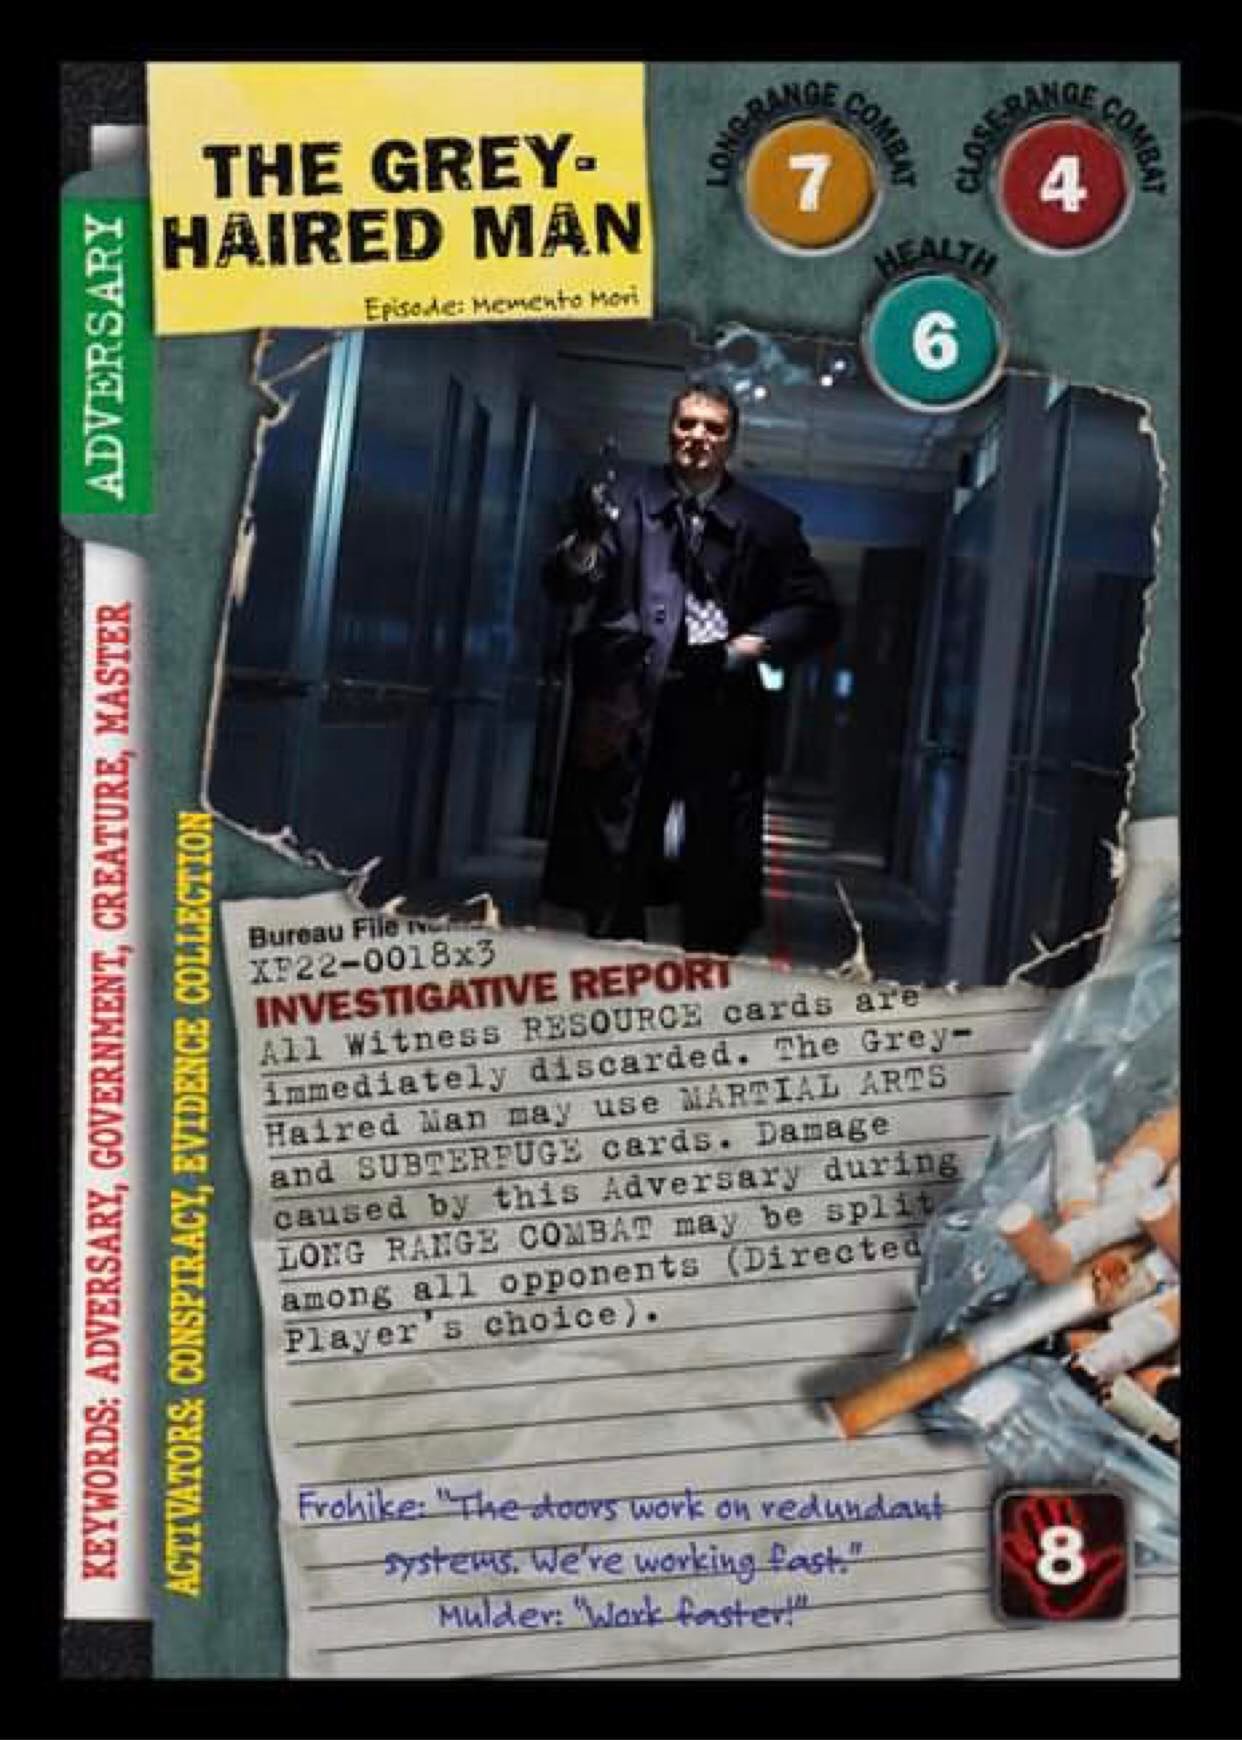 THE GREY-
HAIRED MAN
Episode: Memento Mori
LONG-RANGE COMBAT
7
CLOSE-RANGE COMBAT
4
HEALTH
6
ADVERSARY
KEYWORDS: ADVERSARY, GOVERNMENT, CREATURE, MASTER
ACTIVATORS: CONSPIRACY, EVIDENCE COLLECTION
Bureau File
XF22-0018x3
INVESTIGATIVE REPORT
All Witness RESOURCE cards are
immediately discarded. The Grey-
Haired Man may use MARTIAL ARTS
and SUBTERFUGE cards. Damage
caused by this Adversary during
LONG RANGE COMBAT may be split
among all opponents (Directed
Player's choice).
Frohike: "The doors work on redundant
systems. We're working fast."
Mulder: "Work faster!"
8